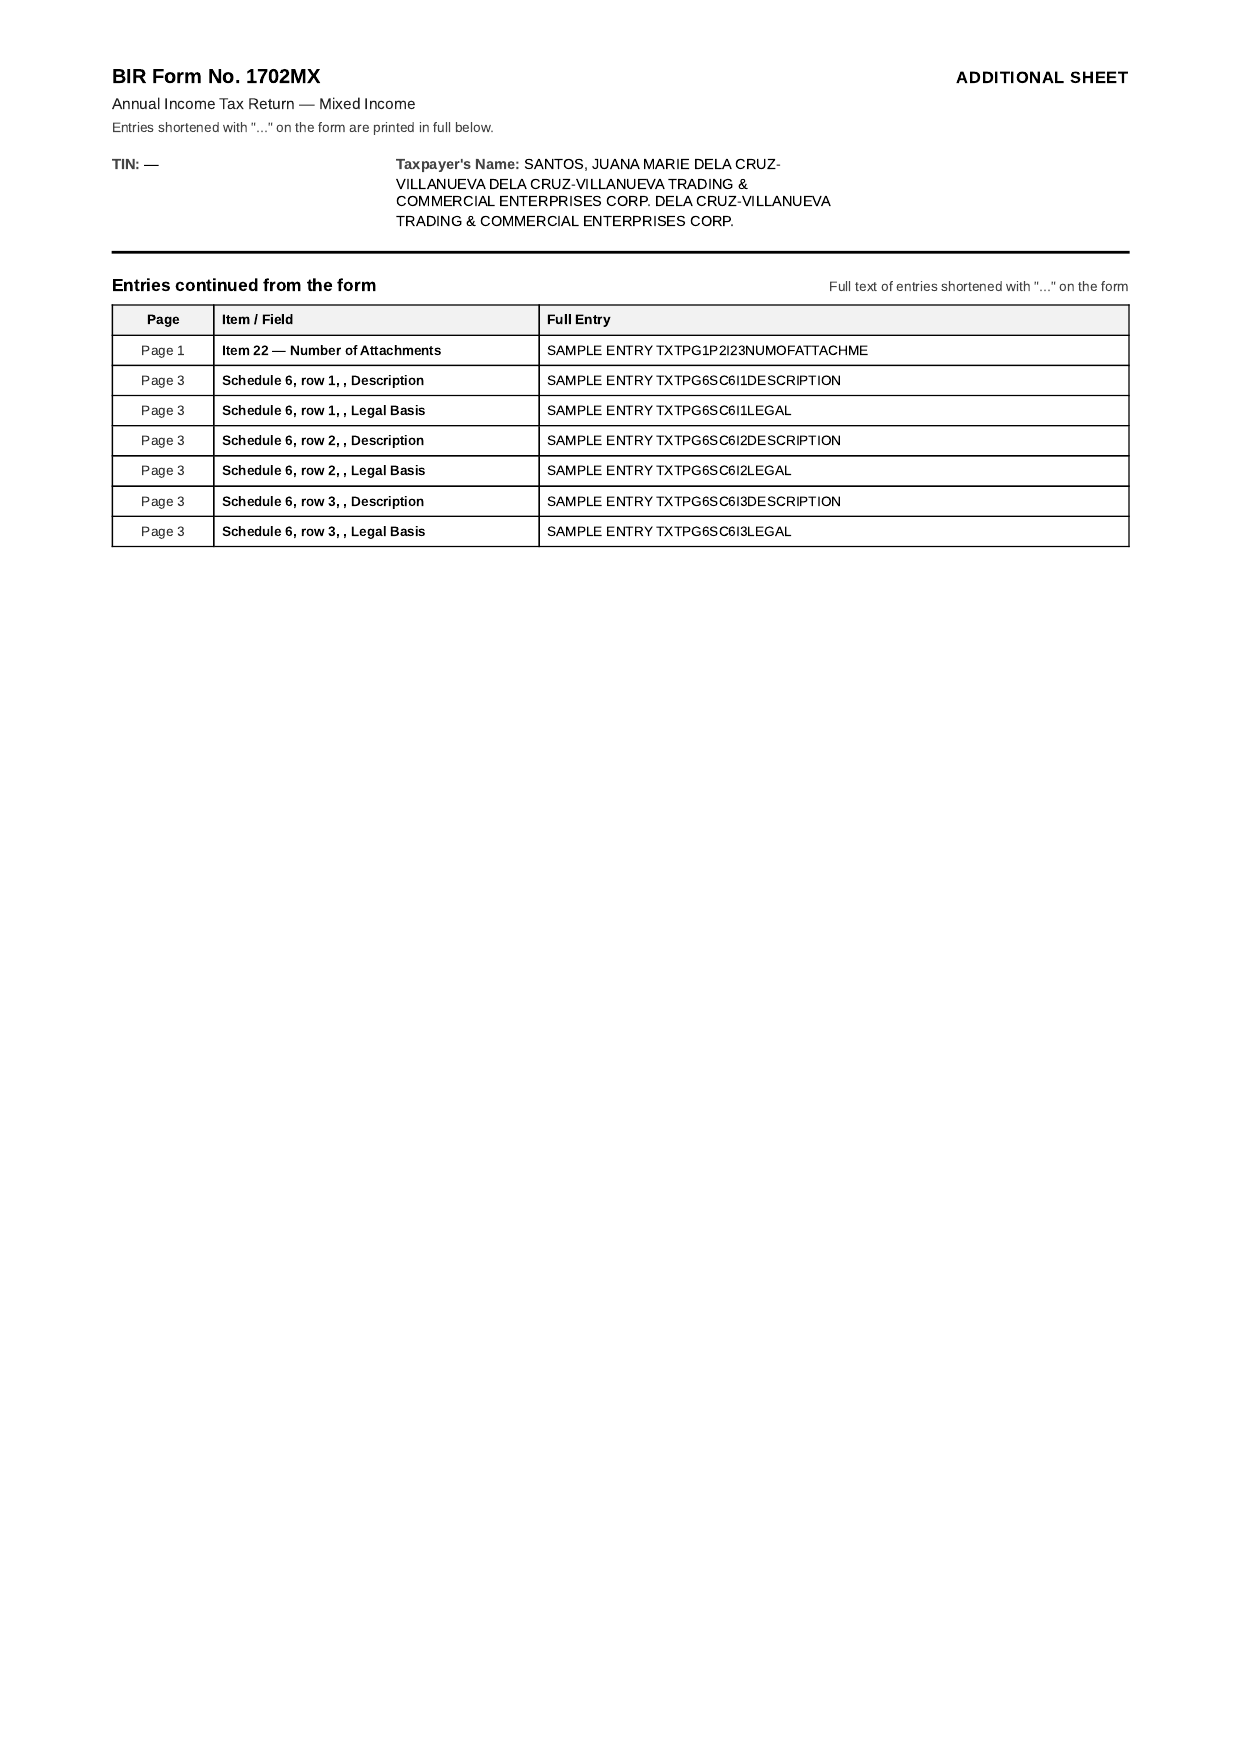 BIR Form No. 1702MX
ADDITIONAL SHEET
Annual Income Tax Return — Mixed Income
Entries shortened with "..." on the form are printed in full below.
TIN: —
Taxpayer's Name: SANTOS, JUANA MARIE DELA CRUZ-
VILLANUEVA DELA CRUZ-VILLANUEVA TRADING &
COMMERCIAL ENTERPRISES CORP. DELA CRUZ-VILLANUEVA
TRADING & COMMERCIAL ENTERPRISES CORP.
Entries continued from the form
Full text of entries shortened with "..." on the form
Page Item / Field Full Entry
Page 1 Item 22 — Number of Attachments SAMPLE ENTRY TXTPG1P2I23NUMOFATTACHME
Page 3 Schedule 6, row 1, , Description SAMPLE ENTRY TXTPG6SC6I1DESCRIPTION
Page 3 Schedule 6, row 1, , Legal Basis SAMPLE ENTRY TXTPG6SC6I1LEGAL
Page 3 Schedule 6, row 2, , Description SAMPLE ENTRY TXTPG6SC6I2DESCRIPTION
Page 3 Schedule 6, row 2, , Legal Basis SAMPLE ENTRY TXTPG6SC6I2LEGAL
Page 3 Schedule 6, row 3, , Description SAMPLE ENTRY TXTPG6SC6I3DESCRIPTION
Page 3 Schedule 6, row 3, , Legal Basis SAMPLE ENTRY TXTPG6SC6I3LEGAL